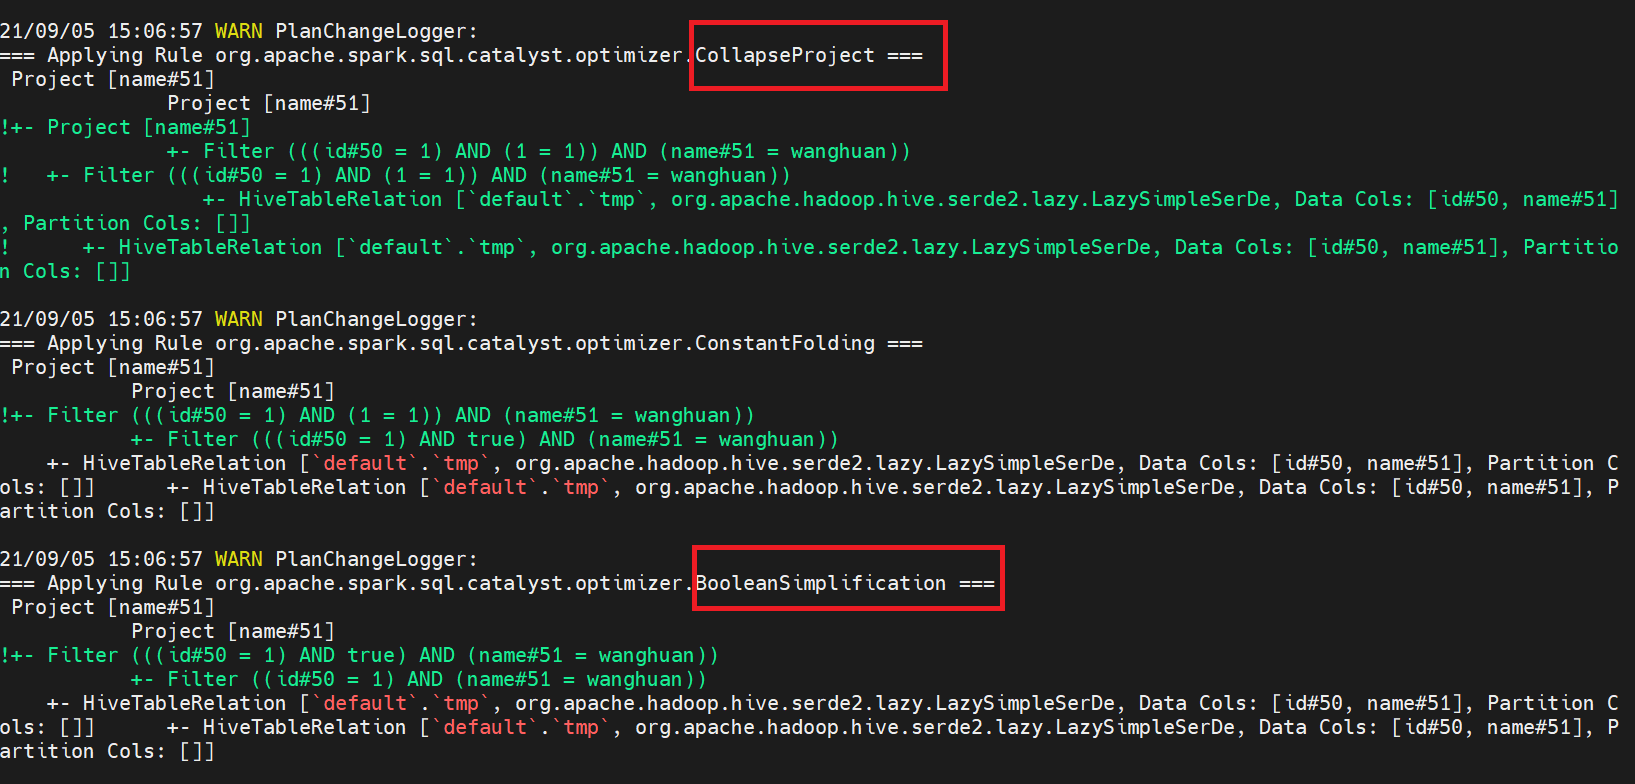 21/09/05 15:06:57 WARN PlanChangeLogger:
=== Applying Rule org.apache.spark.sql.catalyst.optimizer.CollapseProject ===
 Project [name#51]
              Project [name#51]
!+- Project [name#51]
              +- Filter (((id#50 = 1) AND (1 = 1)) AND (name#51 = wanghuan))
!   +- Filter (((id#50 = 1) AND (1 = 1)) AND (name#51 = wanghuan))
                 +- HiveTableRelation [`default`.`tmp`, org.apache.hadoop.hive.serde2.lazy.LazySimpleSerDe, Data Cols: [id#50, name#51]
, Partition Cols: []]
!      +- HiveTableRelation [`default`.`tmp`, org.apache.hadoop.hive.serde2.lazy.LazySimpleSerDe, Data Cols: [id#50, name#51], Partitio
n Cols: []]
21/09/05 15:06:57 WARN PlanChangeLogger:
=== Applying Rule org.apache.spark.sql.catalyst.optimizer.ConstantFolding ===
 Project [name#51]
           Project [name#51]
!+- Filter (((id#50 = 1) AND (1 = 1)) AND (name#51 = wanghuan))
           +- Filter (((id#50 = 1) AND true) AND (name#51 = wanghuan))
    +- HiveTableRelation [`default`.`tmp`, org.apache.hadoop.hive.serde2.lazy.LazySimpleSerDe, Data Cols: [id#50, name#51], Partition C
ols: []]      +- HiveTableRelation [`default`.`tmp`, org.apache.hadoop.hive.serde2.lazy.LazySimpleSerDe, Data Cols: [id#50, name#51], P
artition Cols: []]
21/09/05 15:06:57 WARN PlanChangeLogger:
=== Applying Rule org.apache.spark.sql.catalyst.optimizer.BooleanSimplification ===
 Project [name#51]
           Project [name#51]
!+- Filter (((id#50 = 1) AND true) AND (name#51 = wanghuan))
           +- Filter ((id#50 = 1) AND (name#51 = wanghuan))
    +- HiveTableRelation [`default`.`tmp`, org.apache.hadoop.hive.serde2.lazy.LazySimpleSerDe, Data Cols: [id#50, name#51], Partition C
ols: []]      +- HiveTableRelation [`default`.`tmp`, org.apache.hadoop.hive.serde2.lazy.LazySimpleSerDe, Data Cols: [id#50, name#51], P
artition Cols: []]